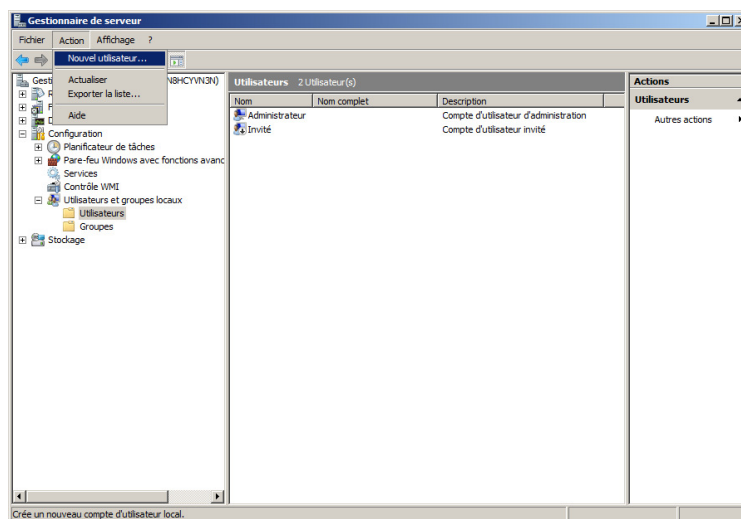 Gestionnaire de serveur
Fichier Action Affichage ?
Nouvel utilisateur...
Actualiser
Exporter la liste...
Aide
Gesti N8HCYVN3N)
R
F
D
Configuration
Planificateur de tâches
Pare-feu Windows avec fonctions avanc
Services
Contrôle WMI
Utilisateurs et groupes locaux
Utilisateurs
Groupes
Stockage
Utilisateurs 2 Utilisateur(s)
Nom Nom complet Description
Administrateur Compte d'utilisateur d'administration
Invité Compte d'utilisateur invité
Actions
Utilisateurs
Autres actions
Crée un nouveau compte d'utilisateur local.